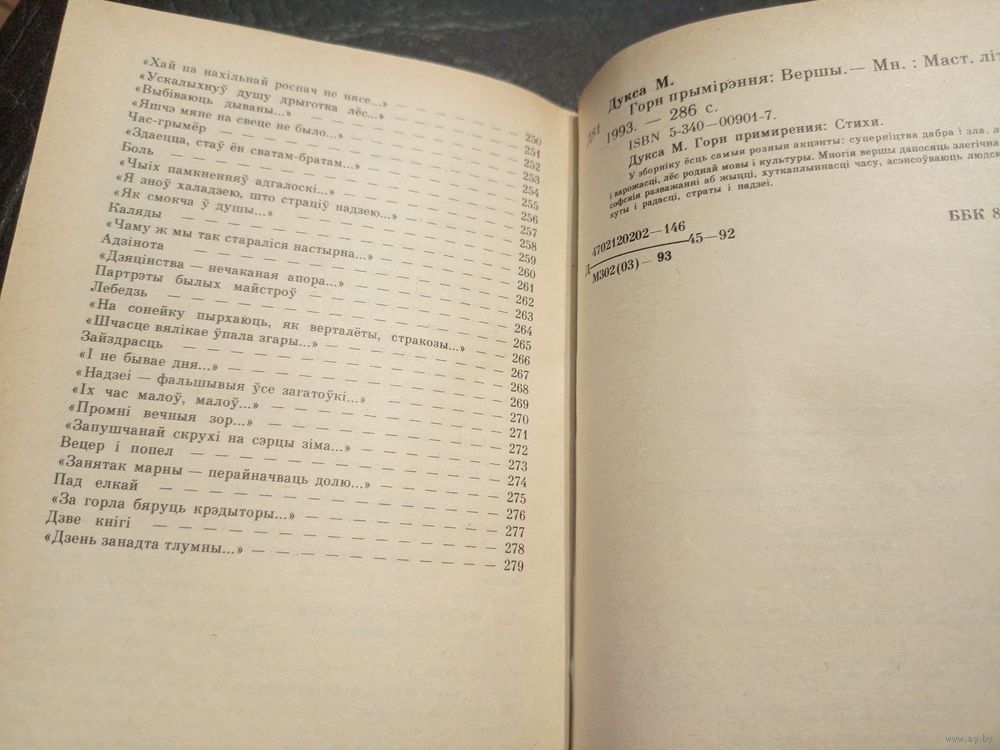 «Хай па нахільнай роспач не нясе...» — — — — — 250
«Ускалыхнуў душу дрыготка лёс...» — — — — — 251
«Выбіваюць дываны...» — — — — — — — 252
«Яшчэ мяне на свеце не было...» — — — — — 253
Час-грымёр — — — — — — — — — 254
«Здаецца, стаў ён сватам-братам...» — — — — — 255
Боль — — — — — — — — — — 256
«Чыіх памкненняў адгалоскі...» — — — — — 257
«Я зноў халадзею, што страціў надзею...» — — — — 258
«Як смокча ў душы...» — — — — — — — 259
Каляды — — — — — — — — — — 260
«Чаму ж мы так стараліся настырна...» — — — — 261
Адзінота — — — — — — — — — 262
«Дзяцінства — нечаканая апора...» — — — — — 263
Партрэты былых майстроў — — — — — — 264
Лебедзь — — — — — — — — — — 265
«На сонейку пырхаюць, як верталёты, стракозы...» — — 266
«Шчасце вялікае ўпала згары...» — — — — — 267
Зайздрасць — — — — — — — — — 268
«І не бывае дня...» — — — — — — — 269
«Надзеі — фальшывыя ўсе загатоўкі...» — — — — 270
«Іх час малоў, малоў...» — — — — — — 271
«Промні вечныя зор...» — — — — — — 272
«Запушчанай скрухі на сэрцы зіма...» — — — — 273
Вецер і попел — — — — — — — — 274
«Занятак марны — перайначваць долю...» — — — — 275
Пад елкай — — — — — — — — — 276
«За горла бяруць крэдыторы...» — — — — — 277
Дзве кнігі — — — — — — — — — 278
«Дзень занадта тлумны...» — — — — — — 279
Дукса М.
Горн прымірэння: Вершы.— Мн. : Маст. літ
1993. — 286 с.
ISBN 5-340—00901-7.
Дукса М. Горн примирения: Стихи.
У зборніку ёсць самыя розныя акцэнты: суперніцтва дабра і зла, л
і варожасці, лёс роднай мовы і культуры. Многія вершы даносяць элегічна
софскія разважанні аб жыцці, хуткаплыннасці часу, асэнсоўваюць людск
куты і радасці, страты і надзеі.
ББК 8
4702120202—146
Д 45—92
М302(03)— 93
www.ay.by